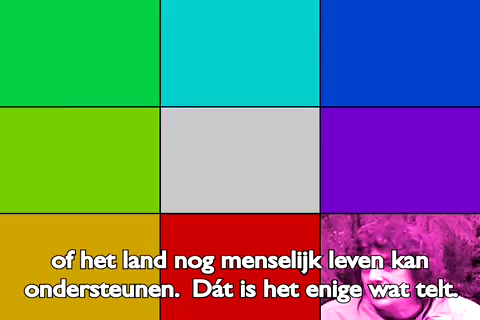 of het land nog menselijk leven kan
ondersteunen. Dát is het enige wat telt.